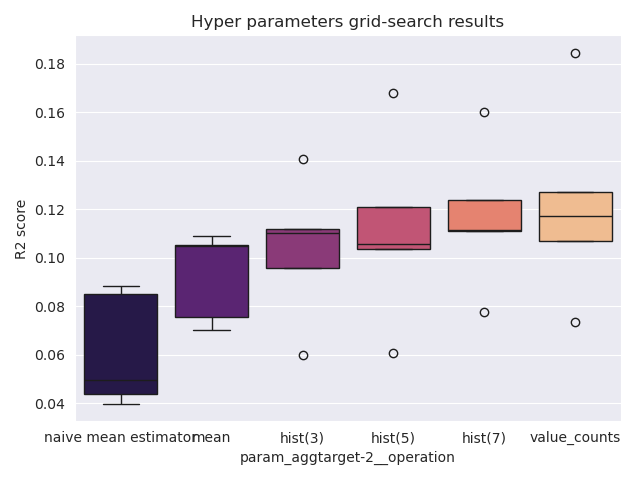 Hyper parameters grid-search results
R2 score
0.18
0.16
0.14
0.12
0.10
0.08
0.06
0.04
naive mean estimator mean hist(3) hist(5) hist(7) value_counts
param_aggtarget-2__operation